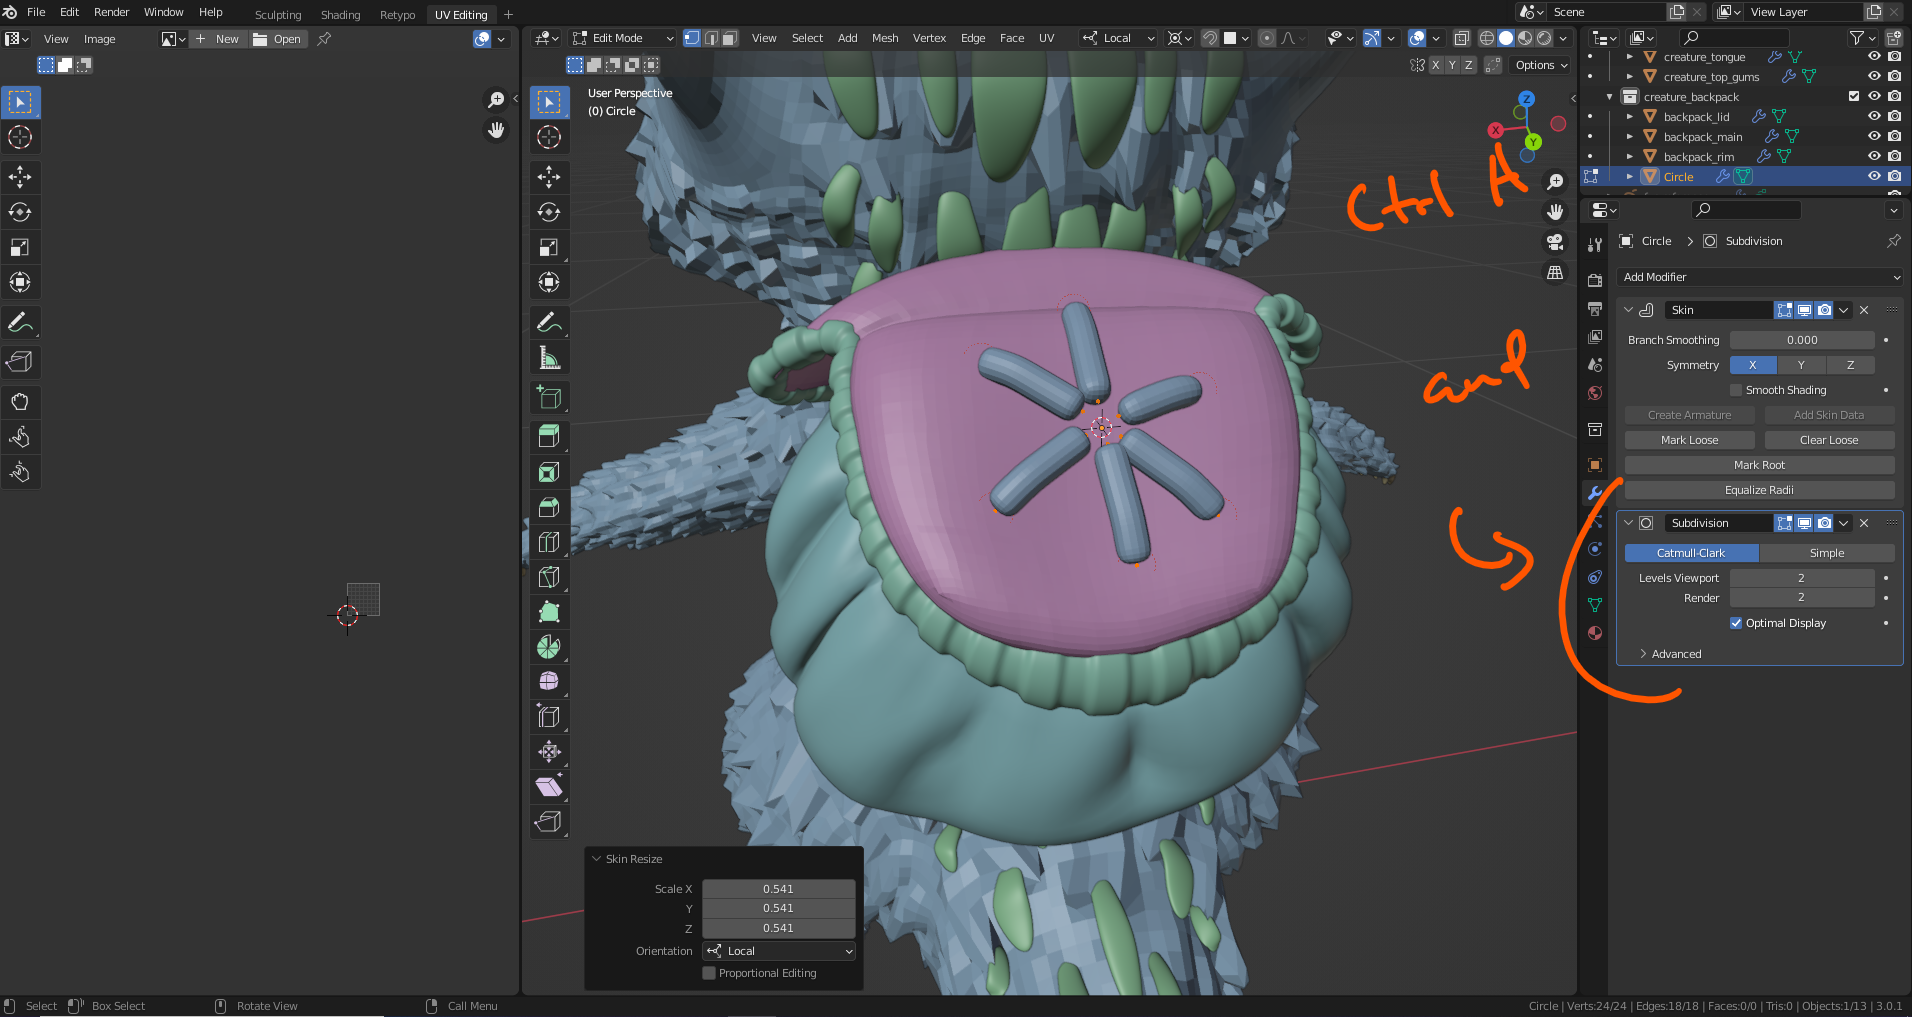 File Edit Render Window Help Sculpting Shading Retypo UV Editing + Scene View Layer
View Image New Open Edit Mode View Select Add Mesh Vertex Edge Face UV Local
X Y Z Options
User Perspective
(0) Circle
Z
X
Y
Ctrl A
and
creature_tongue
creature_top_gums
creature_backpack
backpack_lid
backpack_main
backpack_rim
Circle
Circle > Subdivision
Add Modifier
Skin
Branch Smoothing 0.000
Symmetry X Y Z
Smooth Shading
Create Armature Add Skin Data
Mark Loose Clear Loose
Mark Root
Equalize Radii
Subdivision
Catmull-Clark Simple
Levels Viewport 2
Render 2
Optimal Display
Advanced
Skin Resize
Scale X 0.541
Y 0.541
Z 0.541
Orientation Local
Proportional Editing
Select Box Select Rotate View Call Menu Circle | Verts:24/24 | Edges:18/18 | Faces:0/0 | Tris:0 | Objects:1/13 | 3.0.1